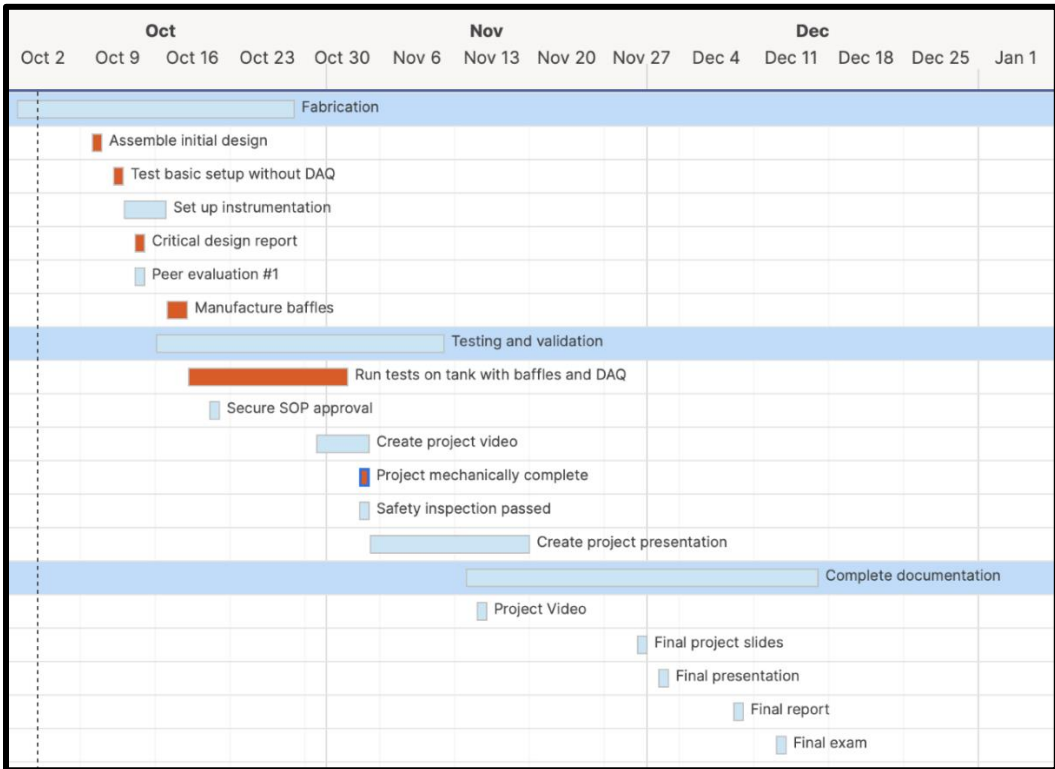 Oct Nov Dec
Oct 2 Oct 9 Oct 16 Oct 23 Oct 30 Nov 6 Nov 13 Nov 20 Nov 27 Dec 4 Dec 11 Dec 18 Dec 25 Jan 1
Fabrication
Assemble initial design
Test basic setup without DAQ
Set up instrumentation
Critical design report
Peer evaluation #1
Manufacture baffles
Testing and validation
Run tests on tank with baffles and DAQ
Secure SOP approval
Create project video
Project mechanically complete
Safety inspection passed
Create project presentation
Complete documentation
Project Video
Final project slides
Final presentation
Final report
Final exam